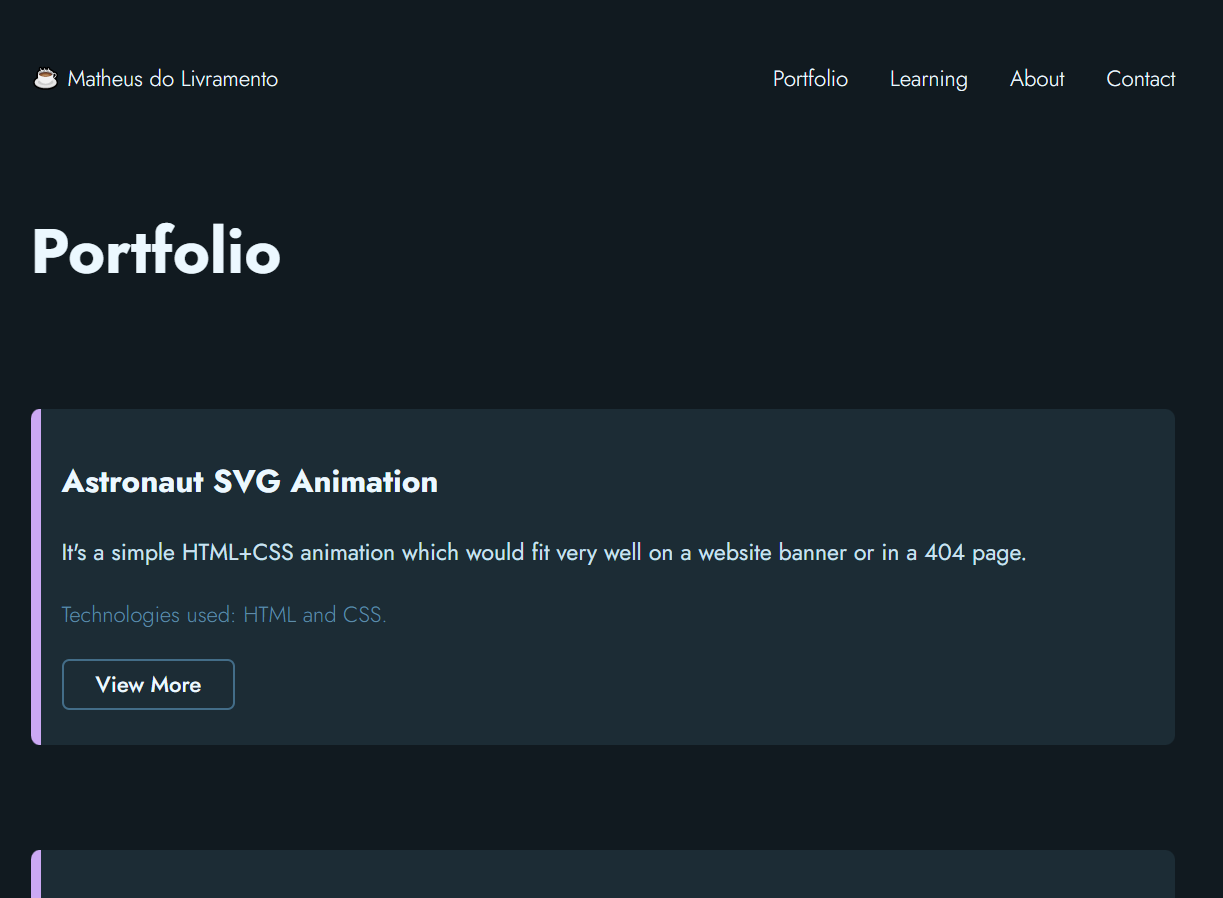 Matheus do Livramento
Portfolio Learning About Contact
Portfolio
Astronaut SVG Animation
It's a simple HTML+CSS animation which would fit very well on a website banner or in a 404 page.
Technologies used: HTML and CSS.
View More